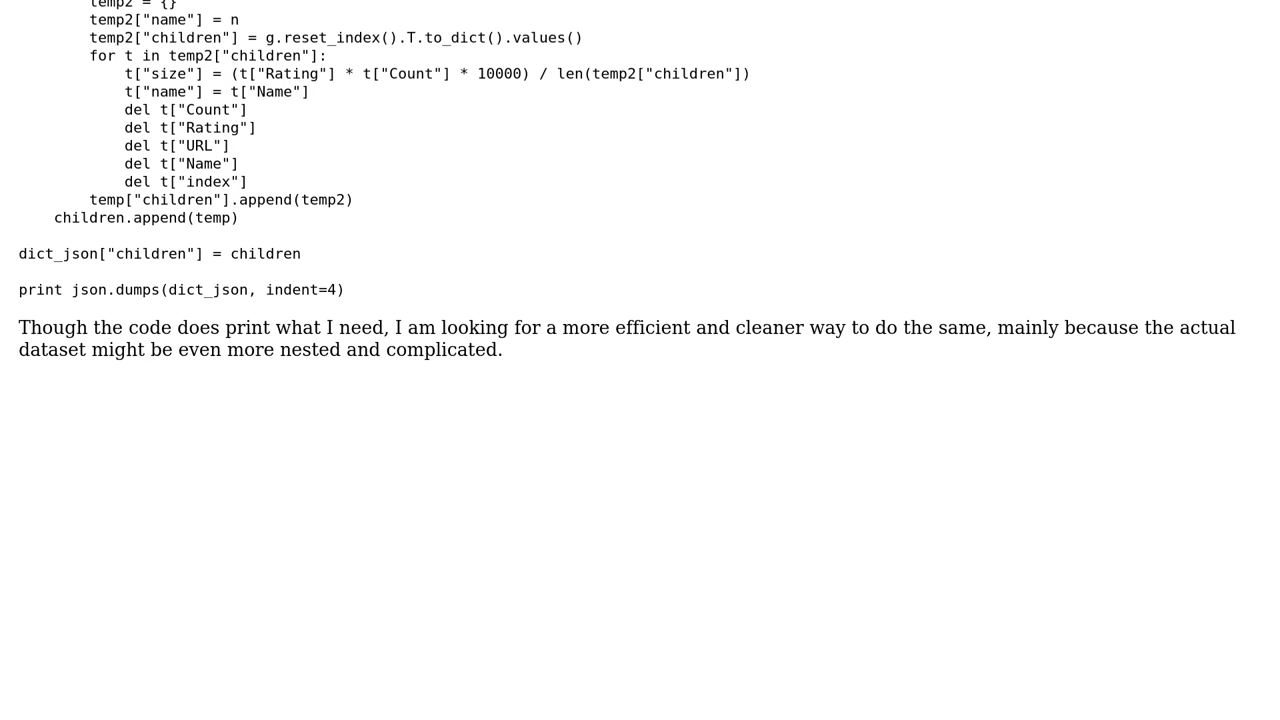 temp2 = {}
        temp2["name"] = n
        temp2["children"] = g.reset_index().T.to_dict().values()
        for t in temp2["children"]:
            t["size"] = (t["Rating"] * t["Count"] * 10000) / len(temp2["children"])
            t["name"] = t["Name"]
            del t["Count"]
            del t["Rating"]
            del t["URL"]
            del t["Name"]
            del t["index"]
        temp["children"].append(temp2)
    children.append(temp)

dict_json["children"] = children

print json.dumps(dict_json, indent=4)

Though the code does print what I need, I am looking for a more efficient and cleaner way to do the same, mainly because the actual
dataset might be even more nested and complicated.